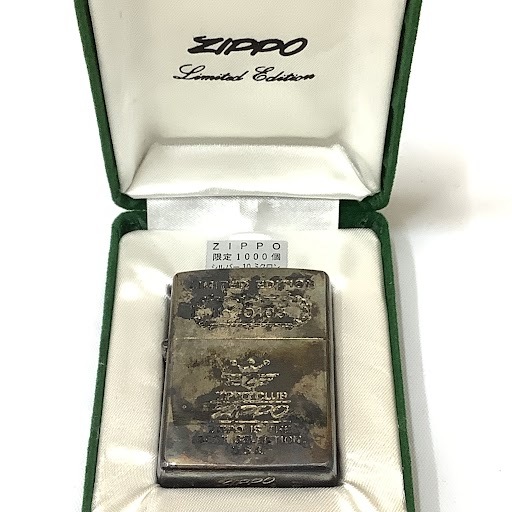 ZIPPO
Limited Edition
ZIPPO
限定1000個
シルバー10ミクロン
LIMITED EDITION
ZIPPO CLUB
ZIPPO
ZIPPO IS THE
SELECTION
U.S.A.
ZIPPO